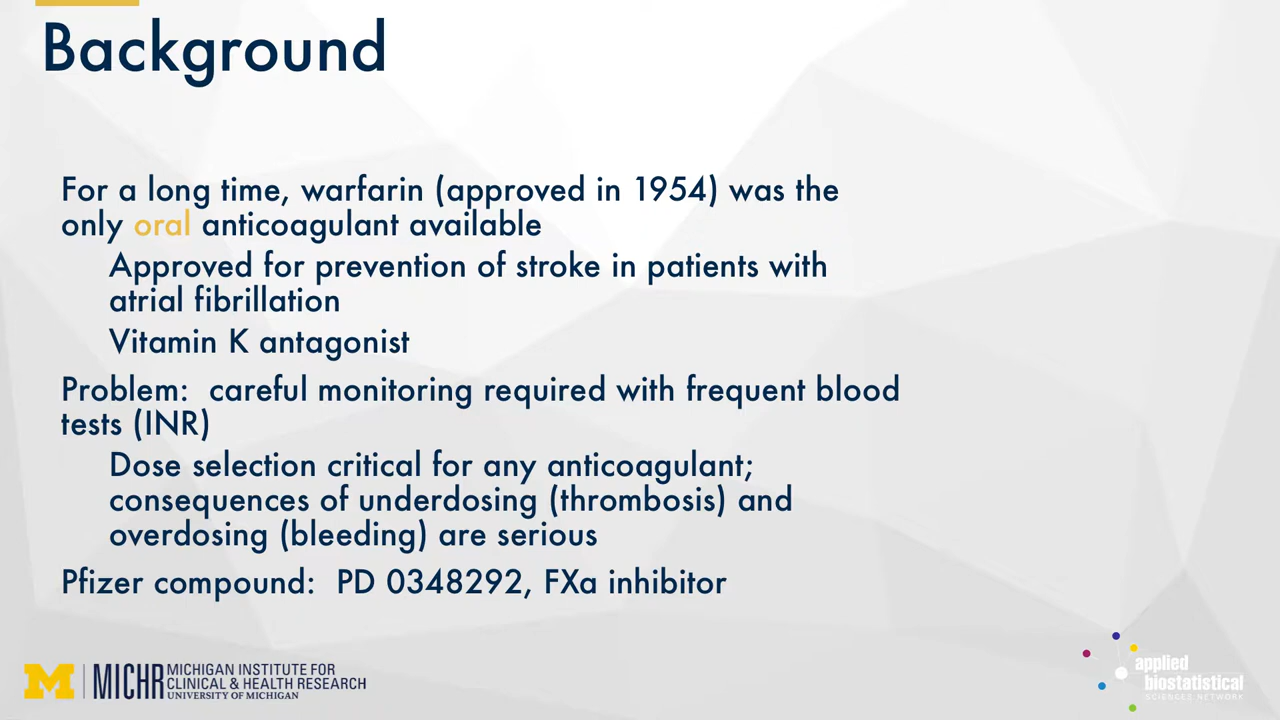 Background
For a long time, warfarin (approved in 1954) was the
only oral anticoagulant available
Approved for prevention of stroke in patients with
atrial fibrillation
Vitamin K antagonist
Problem: careful monitoring required with frequent blood
tests (INR)
Dose selection critical for any anticoagulant;
consequences of underdosing (thrombosis) and
overdosing (bleeding) are serious
Pfizer compound: PD 0348292, FXa inhibitor
M MICHR MICHIGAN INSTITUTE FOR
CLINICAL & HEALTH RESEARCH
UNIVERSITY OF MICHIGAN
applied
biostatistical
SCIENCES NETWORK